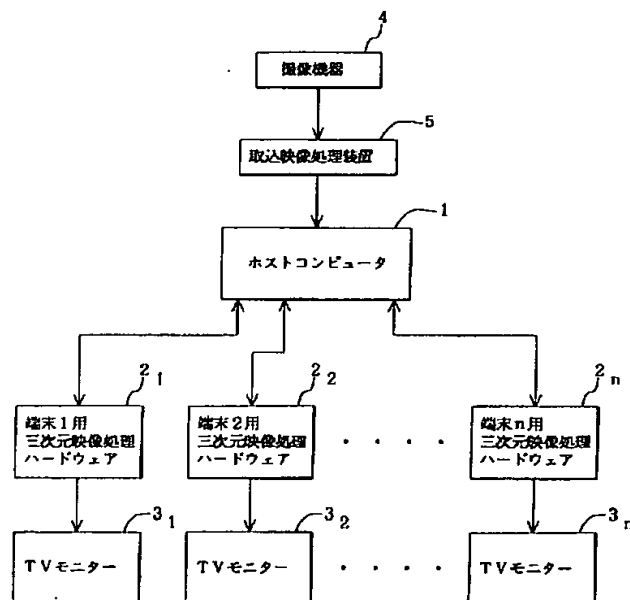 4
撮像機器
5
取込映像処理装置
1
ホストコンピュータ
2 1
2 2
2 n
端末1用
三次元映像処理
ハードウェア
端末2用
三次元映像処理
ハードウェア
・・・・
端末n用
三次元映像処理
ハードウェア
3 1
3 2
3 n
TVモニター
TVモニター
・・・・
TVモニター